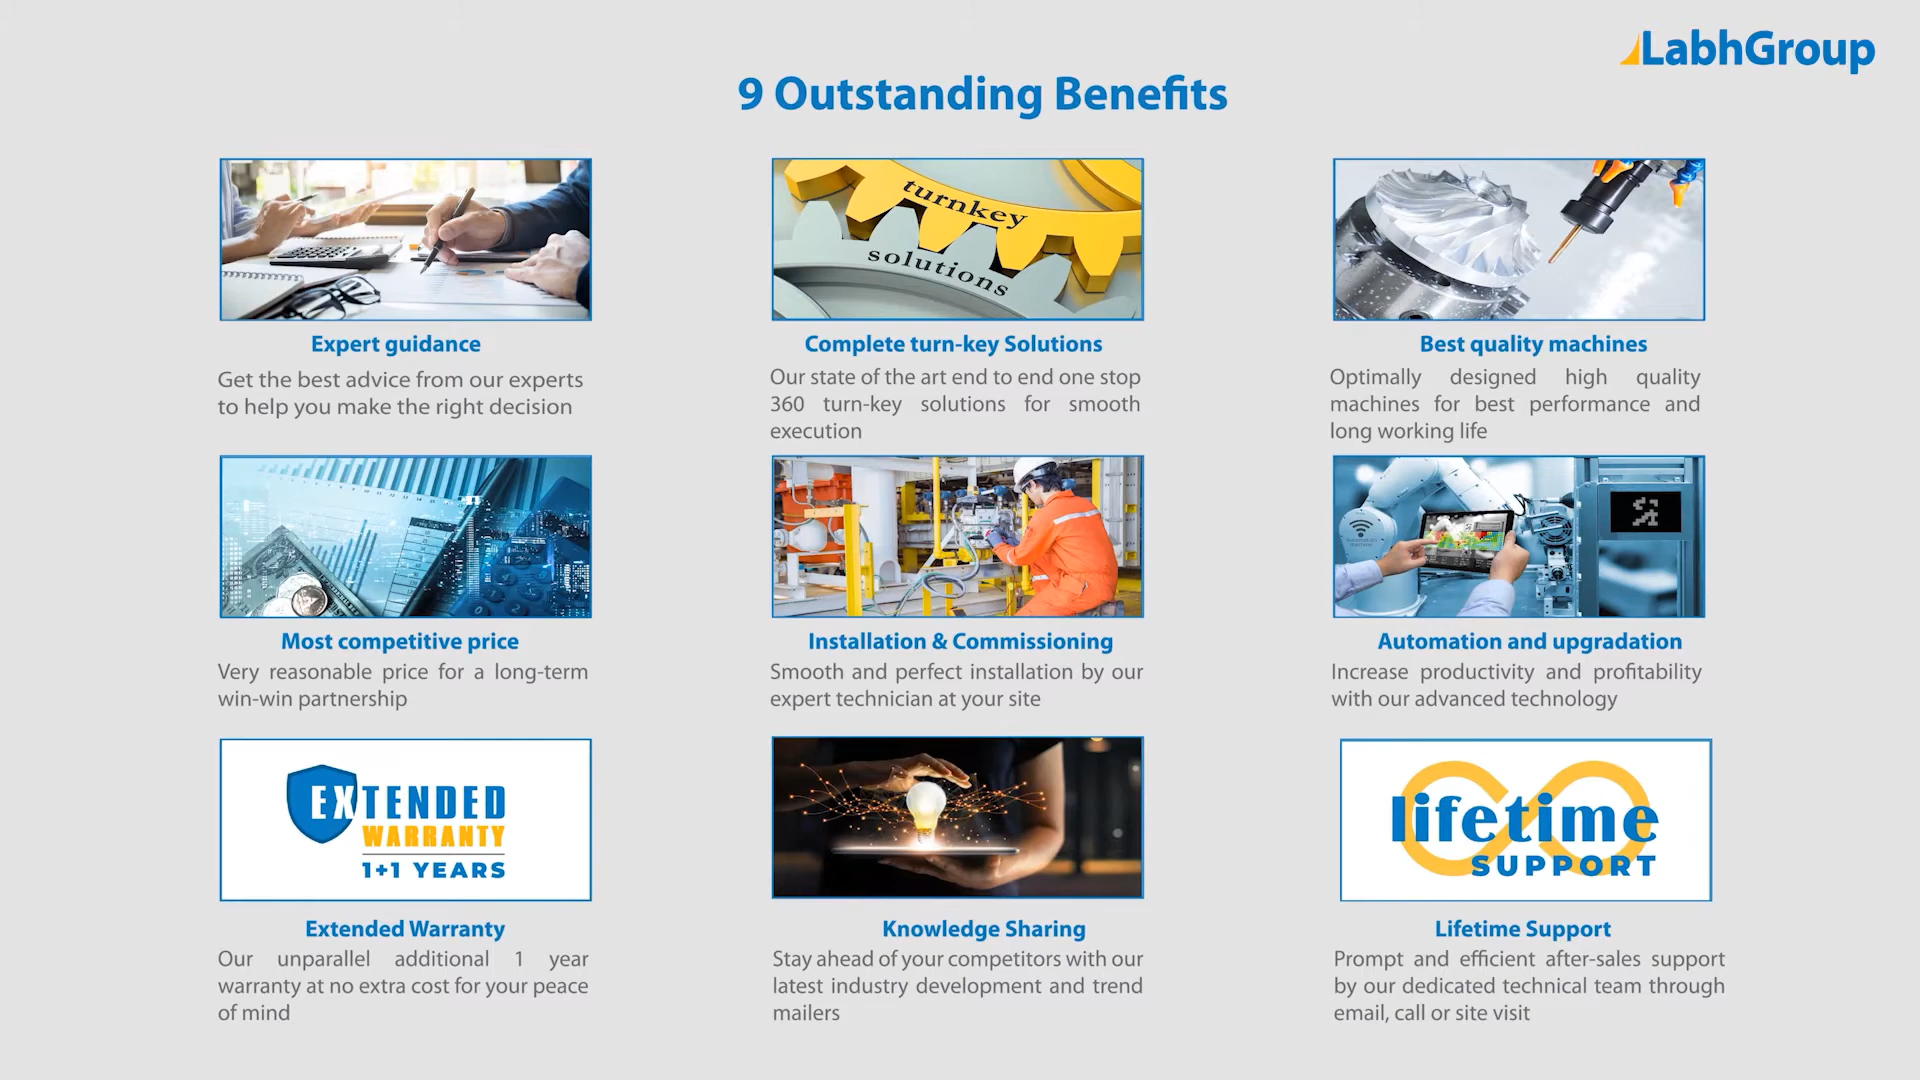 LabhGroup
9 Outstanding Benefits
turnkey
solutions
Expert guidance
Get the best advice from our experts
to help you make the right decision
Complete turn-key Solutions
Our state of the art end to end one stop
360 turn-key solutions for smooth
execution
Best quality machines
Optimally designed high quality
machines for best performance and
long working life
Most competitive price
Very reasonable price for a long-term
win-win partnership
Installation & Commissioning
Smooth and perfect installation by our
expert technician at your site
Automation and upgradation
Increase productivity and profitability
with our advanced technology
EXTENDED
WARRANTY
1+1 YEARS
lifetime
SUPPORT
Extended Warranty
Our unparallel additional 1 year
warranty at no extra cost for your peace
of mind
Knowledge Sharing
Stay ahead of your competitors with our
latest industry development and trend
mailers
Lifetime Support
Prompt and efficient after-sales support
by our dedicated technical team through
email, call or site visit